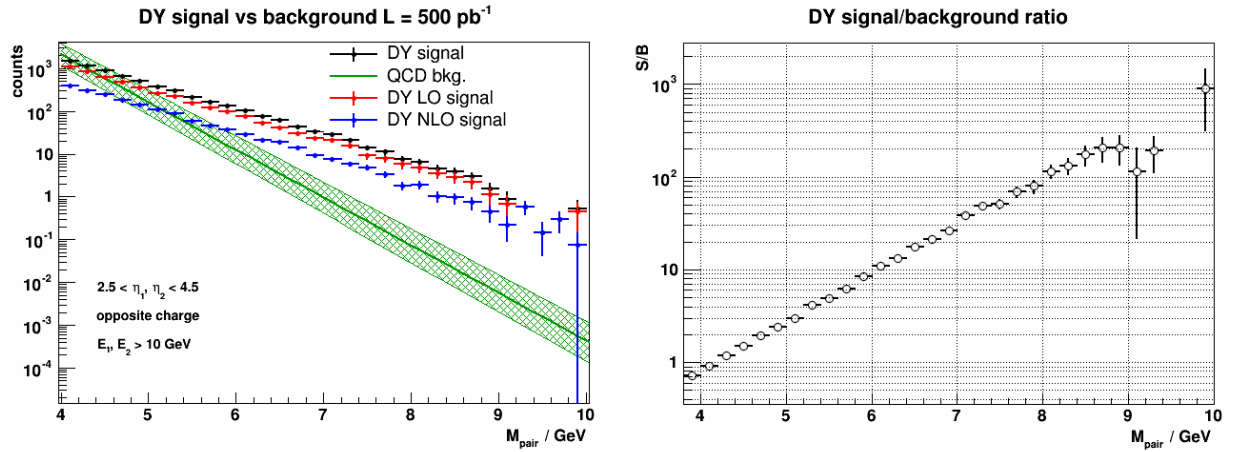 DY signal vs background L = 500 pb⁻¹
counts
10³
10²
10
1
10⁻¹
10⁻²
10⁻³
10⁻⁴
DY signal
QCD bkg.
DY LO signal
DY NLO signal
2.5 < η₁, η₂ < 4.5
opposite charge
E₁, E₂ > 10 GeV
4 5 6 7 8 9 10
M_pair / GeV
DY signal/background ratio
S/B
10³
10²
10
1
4 5 6 7 8 9 10
M_pair / GeV